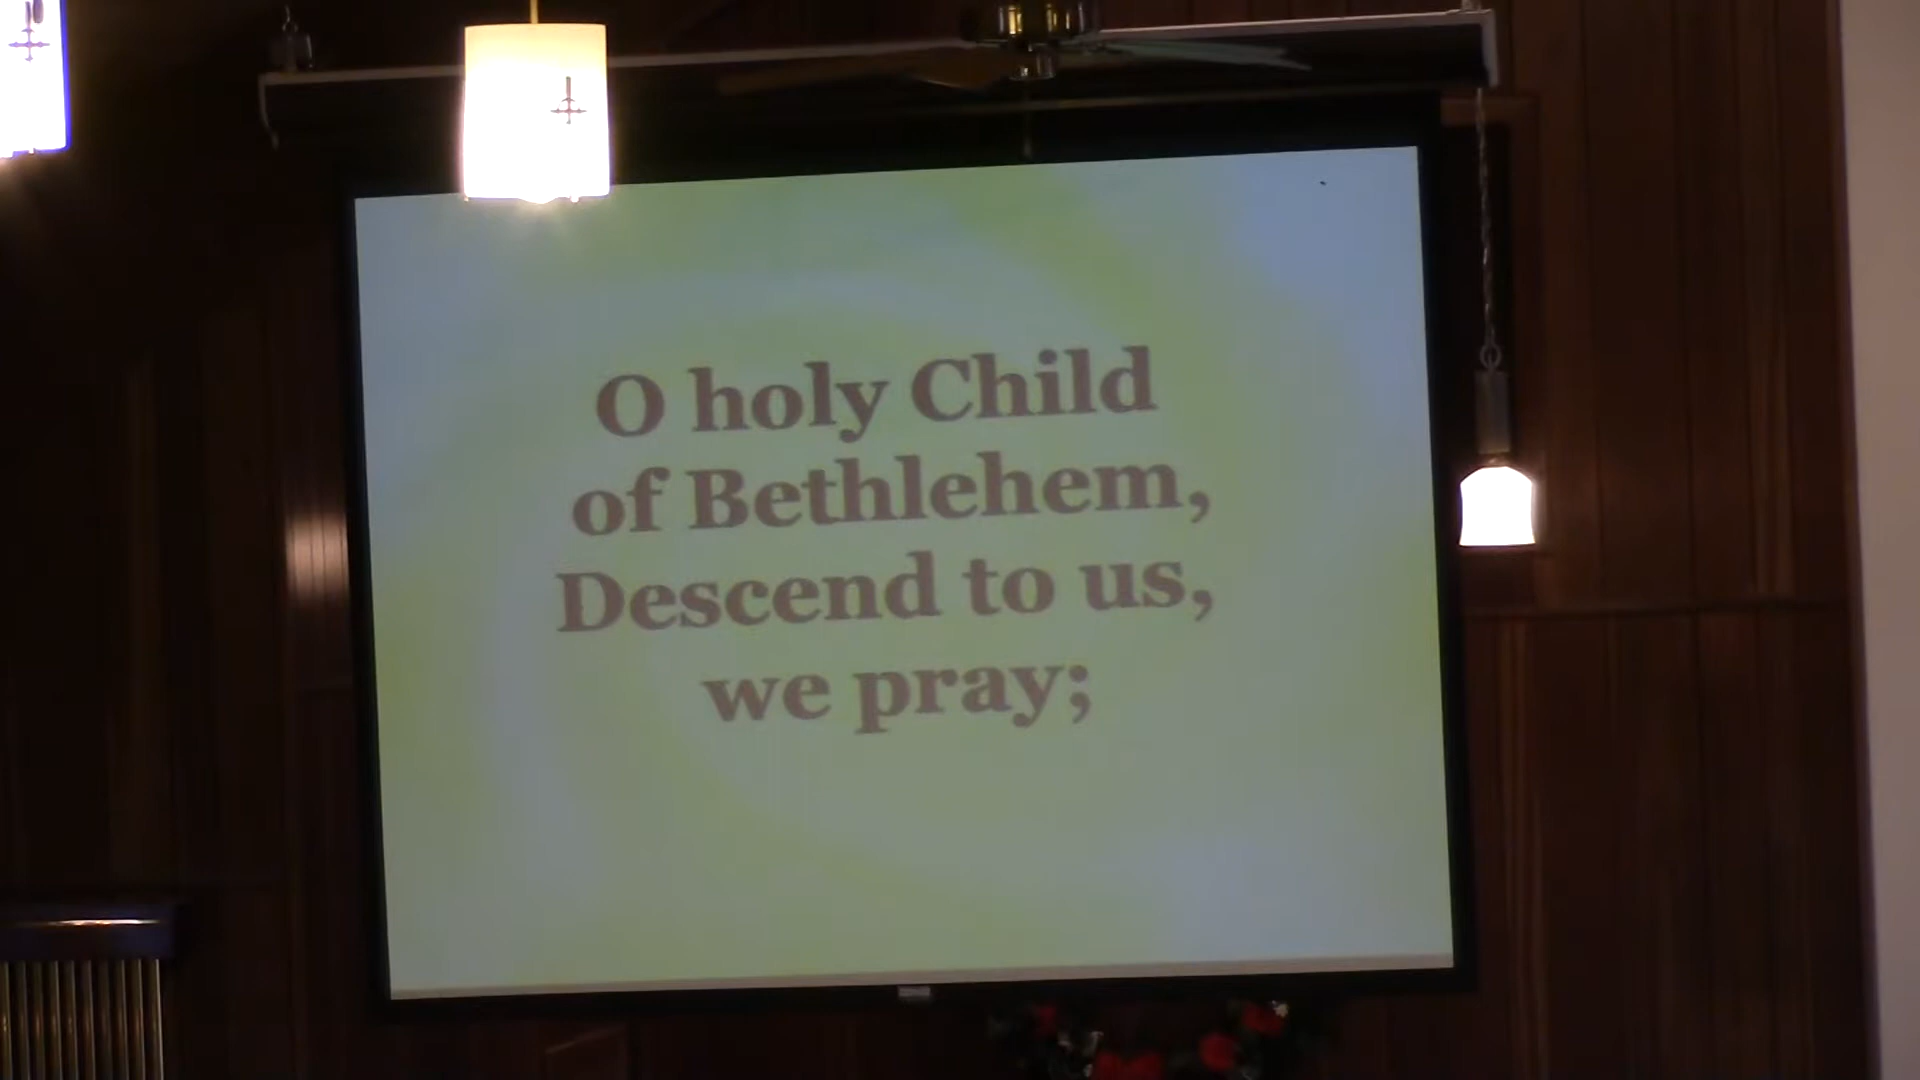 O holy Child
of Bethlehem,
Descend to us,
we pray;